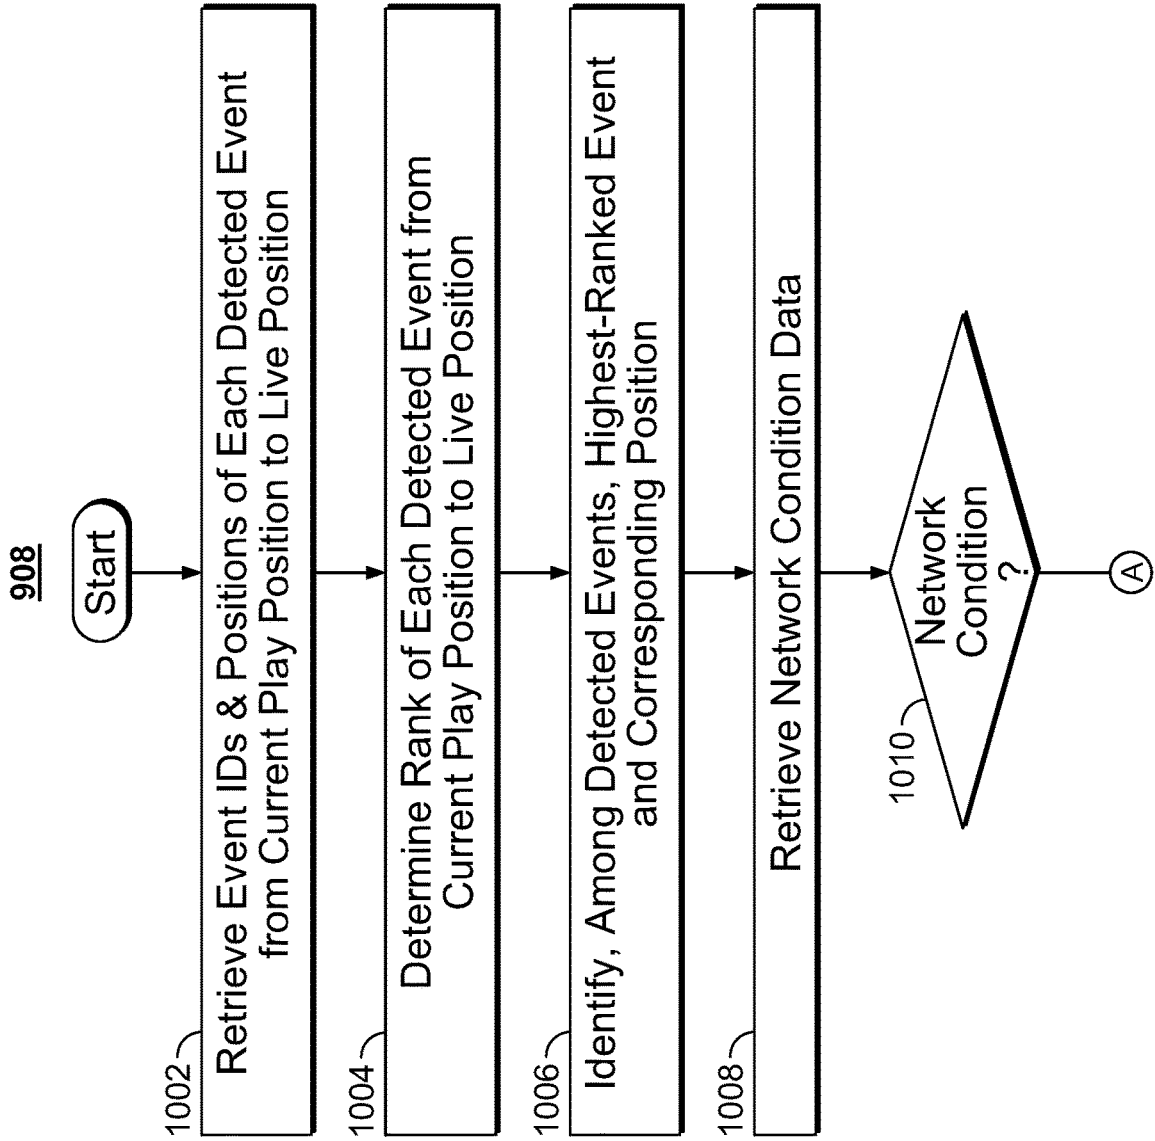 908
Start
1002
Retrieve Event IDs & Positions of Each Detected Event
from Current Play Position to Live Position
1004
Determine Rank of Each Detected Event from
Current Play Position to Live Position
1006
Identify, Among Detected Events, Highest-Ranked Event
and Corresponding Position
1008
Retrieve Network Condition Data
1010
Network
Condition
?
A